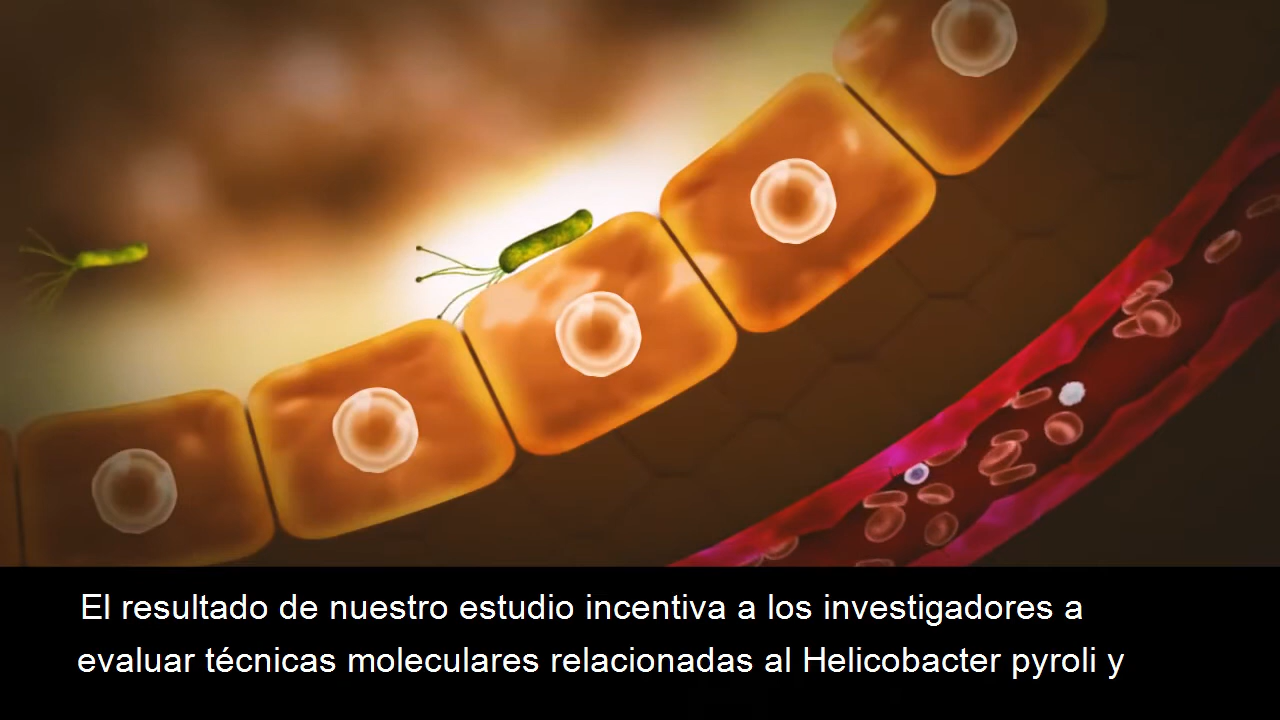 El resultado de nuestro estudio incentiva a los investigadores a
evaluar técnicas moleculares relacionadas al Helicobacter pyroli y